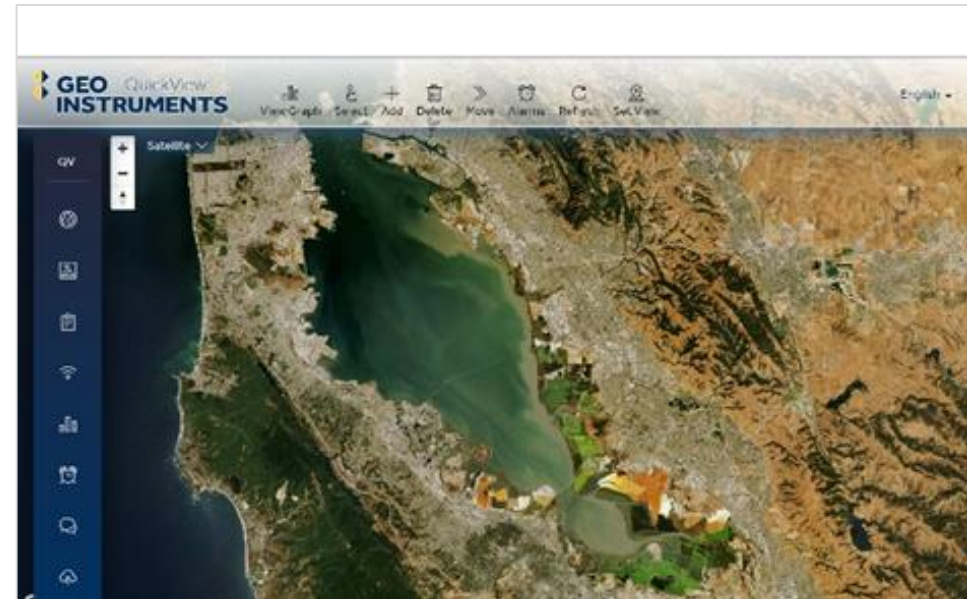 GEO QuickView
INSTRUMENTS
View Graph Select Add Delete Move Alarms Refresh Set View
English
QV
+
−
Satellite